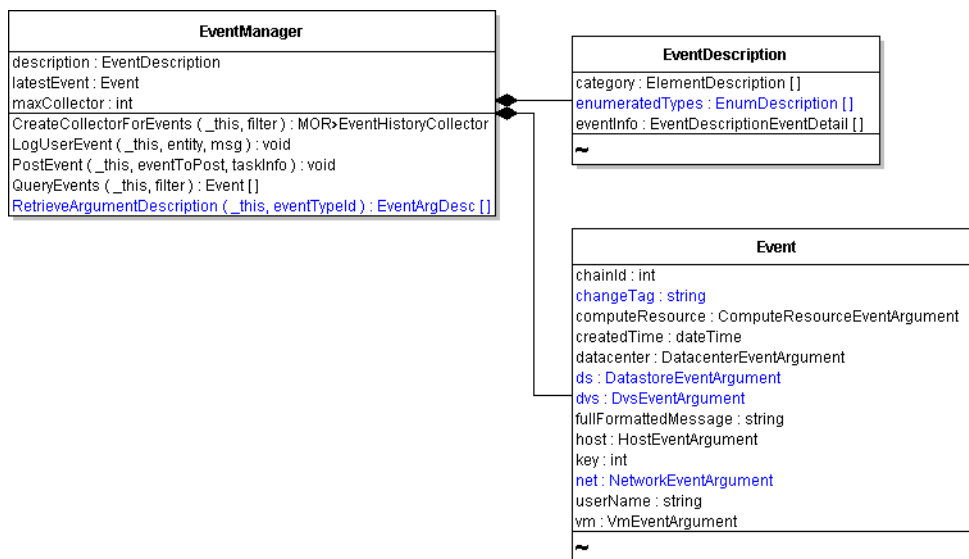 EventManager
description : EventDescription
latestEvent : Event
maxCollector : int
CreateCollectorForEvents ( _this, filter ) : MOR>EventHistoryCollector
LogUserEvent ( _this, entity, msg ) : void
PostEvent ( _this, eventToPost, taskInfo ) : void
QueryEvents ( _this, filter ) : Event [ ]
RetrieveArgumentDescription ( _this, eventTypeId ) : EventArgDesc [ ]
EventDescription
category : ElementDescription [ ]
enumeratedTypes : EnumDescription [ ]
eventInfo : EventDescriptionEventDetail [ ]
~
Event
chainId : int
changeTag : string
computeResource : ComputeResourceEventArgument
createdTime : dateTime
datacenter : DatacenterEventArgument
ds : DatastoreEventArgument
dvs : DvsEventArgument
fullFormattedMessage : string
host : HostEventArgument
key : int
net : NetworkEventArgument
userName : string
vm : VmEventArgument
~